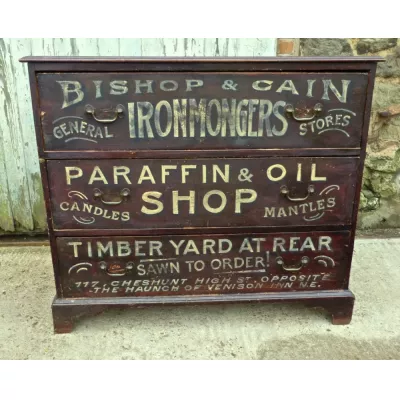 BISHOP & CAIN
IRONMONGERS
GENERAL STORES
PARAFFIN & OIL
CANDLES SHOP MANTLES
TIMBER YARD AT REAR
SAWN TO ORDER!
117, CHESHUNT HIGH ST, OPPOSITE
-THE HAUNCH OF VENISON INN N.E.